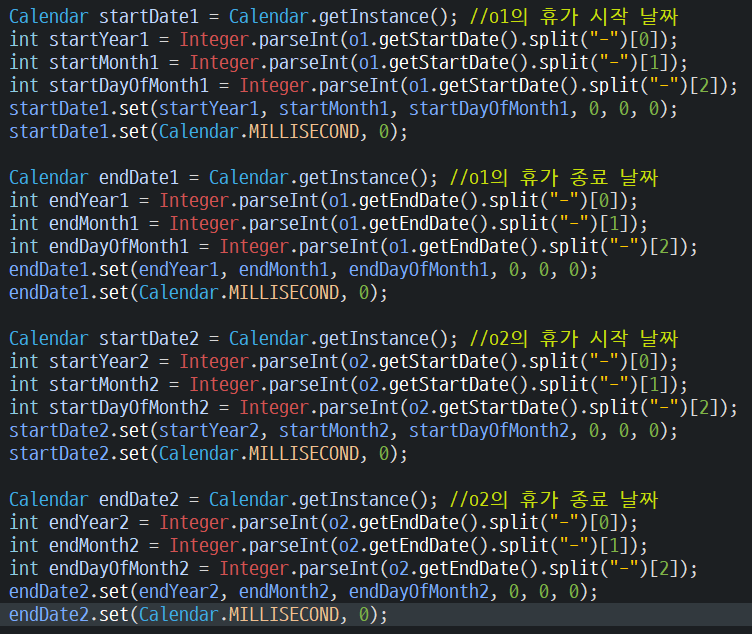 Calendar startDate1 = Calendar.getInstance(); //o1의 휴가 시작 날짜
int startYear1 = Integer.parseInt(o1.getStartDate().split("-")[0]);
int startMonth1 = Integer.parseInt(o1.getStartDate().split("-")[1]);
int startDayOfMonth1 = Integer.parseInt(o1.getStartDate().split("-")[2]);
startDate1.set(startYear1, startMonth1, startDayOfMonth1, 0, 0, 0);
startDate1.set(Calendar.MILLISECOND, 0);

Calendar endDate1 = Calendar.getInstance(); //o1의 휴가 종료 날짜
int endYear1 = Integer.parseInt(o1.getEndDate().split("-")[0]);
int endMonth1 = Integer.parseInt(o1.getEndDate().split("-")[1]);
int endDayOfMonth1 = Integer.parseInt(o1.getEndDate().split("-")[2]);
endDate1.set(endYear1, endMonth1, endDayOfMonth1, 0, 0, 0);
endDate1.set(Calendar.MILLISECOND, 0);

Calendar startDate2 = Calendar.getInstance(); //o2의 휴가 시작 날짜
int startYear2 = Integer.parseInt(o2.getStartDate().split("-")[0]);
int startMonth2 = Integer.parseInt(o2.getStartDate().split("-")[1]);
int startDayOfMonth2 = Integer.parseInt(o2.getStartDate().split("-")[2]);
startDate2.set(startYear2, startMonth2, startDayOfMonth2, 0, 0, 0);
startDate2.set(Calendar.MILLISECOND, 0);

Calendar endDate2 = Calendar.getInstance(); //o2의 휴가 종료 날짜
int endYear2 = Integer.parseInt(o2.getEndDate().split("-")[0]);
int endMonth2 = Integer.parseInt(o2.getEndDate().split("-")[1]);
int endDayOfMonth2 = Integer.parseInt(o2.getEndDate().split("-")[2]);
endDate2.set(endYear2, endMonth2, endDayOfMonth2, 0, 0, 0);
endDate2.set(Calendar.MILLISECOND, 0);